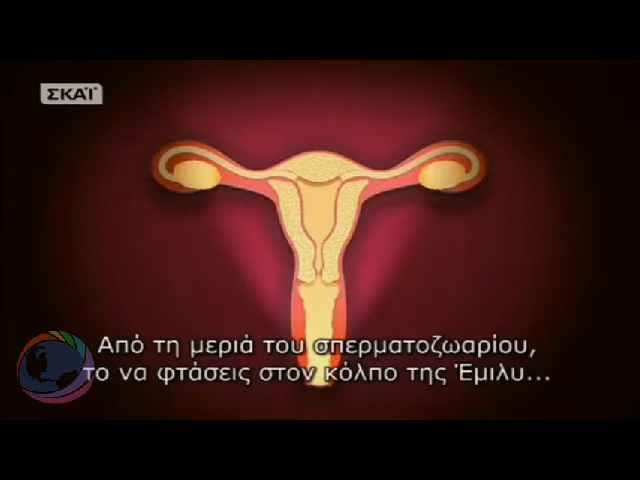 ΣΚΑΪ
Από τη μεριά του σπερματοζωαρίου,
το να φτάσεις στον κόλπο της Έμιλυ...